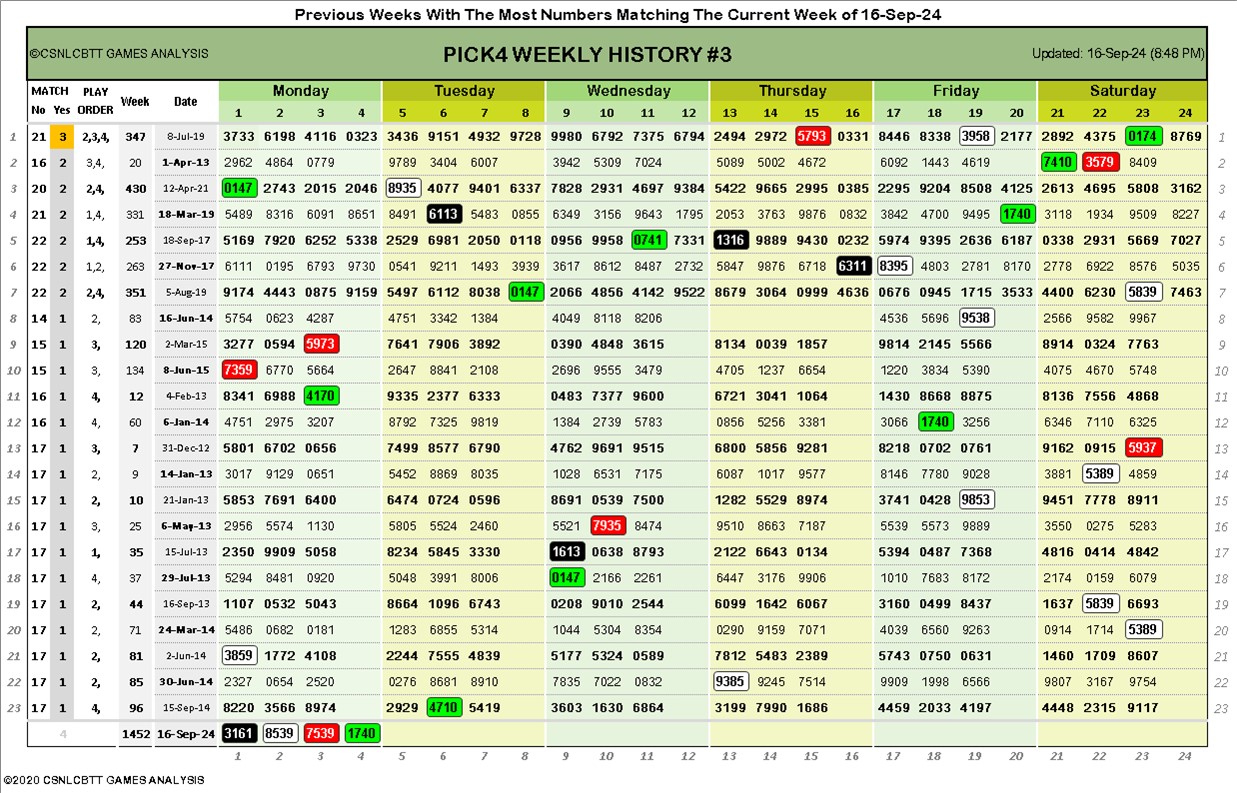 Previous Weeks With The Most Numbers Matching The Current Week of 16-Sep-24
©CSNLCBTT GAMES ANALYSIS PICK4 WEEKLY HISTORY #3 Updated: 16-Sep-24 (8:48 PM)
MATCH PLAY Week Date Monday Tuesday Wednesday Thursday Friday Saturday
No Yes ORDER 1 2 3 4 5 6 7 8 9 10 11 12 13 14 15 16 17 18 19 20 21 22 23 24
1 21 3 2,3,4, 347 8-Jul-19 3733 6198 4116 0323 3436 9151 4932 9728 9980 6792 7375 6794 2494 2972 5793 0331 8446 8338 3958 2177 2892 4375 0174 8769 1
2 16 2 3,4, 20 1-Apr-13 2962 4864 0779 9789 3404 6007 3942 5309 7024 5089 5002 4672 6092 1443 4619 7410 3579 8409 2
3 20 2 2,4, 430 12-Apr-21 0147 2743 2015 2046 8935 4077 9401 6337 7828 2931 4697 9384 5422 9665 2995 0385 2295 9204 8508 4125 2613 4695 5808 3162 3
4 21 2 1,4, 331 18-Mar-19 5489 8316 6091 8651 8491 6113 5483 0855 6349 3156 9643 1795 2053 3763 9876 0832 3842 4700 9495 1740 3118 1934 9509 8227 4
5 22 2 1,4, 253 18-Sep-17 5169 7920 6252 5338 2529 6981 2050 0118 0956 9958 0741 7331 1316 9889 9430 0232 5974 9395 2636 6187 0338 2931 5669 7027 5
6 22 2 1,2, 263 27-Nov-17 6111 0195 6793 9730 0541 9211 1493 3939 3617 8612 8487 2732 5847 9876 6718 6311 8395 4803 2781 8170 2778 6922 8576 5035 6
7 22 2 2,4, 351 5-Aug-19 9174 4443 0875 9159 5497 6112 8038 0147 2066 4856 4142 9522 8679 3064 0999 4636 0676 0945 1715 3533 4400 6230 5839 7463 7
8 14 1 2, 83 16-Jun-14 5754 0623 4287 4751 3342 1384 4049 8118 8206 4536 5696 9538 2566 9582 9967 8
9 15 1 3, 120 2-Mar-15 3277 0594 5973 7641 7906 3892 0390 4848 3615 8134 0039 1857 9814 2145 5566 8914 0324 7763 9
10 15 1 3, 134 8-Jun-15 7359 6770 5664 2647 8841 2108 2696 9555 3479 4705 1237 6654 1220 3834 5390 4075 4670 5748 10
11 16 1 4, 12 4-Feb-13 8341 6988 4170 9335 2377 6333 0483 7377 9600 6721 3041 1064 1430 8668 8875 8136 7556 4868 11
12 16 1 4, 60 6-Jan-14 4751 2975 3207 8792 7325 9819 1384 2739 5783 0856 5256 3381 3066 1740 3256 6346 7110 6325 12
13 17 1 3, 7 31-Dec-12 5801 6702 0656 7499 8577 6790 4762 9691 9515 6800 5856 9281 8218 0702 0761 9162 0915 5937 13
14 17 1 2, 9 14-Jan-13 3017 9129 0651 5452 8869 8035 1028 6531 7175 6087 1017 9577 8146 7780 9028 3881 5389 4859 14
15 17 1 2, 10 21-Jan-13 5853 7691 6400 6474 0724 0596 8691 0539 7500 1282 5529 8974 3741 0428 9853 9451 7778 8911 15
16 17 1 3, 25 6-May-13 2956 5574 1130 5805 5524 2460 5521 7935 8474 9510 8663 7187 5539 5573 9889 3550 0275 5283 16
17 17 1 1, 35 15-Jul-13 2350 9909 5058 8234 5845 3330 1613 0638 8793 2122 6643 0134 5394 0487 7368 4816 0414 4842 17
18 17 1 4, 37 29-Jul-13 5294 8481 0920 5048 3991 8006 0147 2166 2261 6447 3176 9906 1010 7683 8172 2174 0159 6079 18
19 17 1 2, 44 16-Sep-13 1107 0532 5043 8664 1096 6743 0208 9010 2544 6099 1642 6067 3160 0499 8437 1637 5839 6693 19
20 17 1 2, 71 24-Mar-14 5486 0682 0181 1283 6855 5314 1044 5304 8354 0290 9159 7071 4039 6560 9263 0914 1714 5389 20
21 17 1 2, 81 2-Jun-14 3859 1772 4108 2244 7555 4839 5177 5324 0589 7812 5483 2389 5743 0750 0631 1460 1709 8607 21
22 17 1 2, 85 30-Jun-14 2327 0654 2520 0276 8681 8910 7835 7022 0832 9385 9245 7514 9909 1998 6566 9807 3167 9754 22
23 17 1 4, 96 15-Sep-14 8220 3566 8974 2929 4710 5419 3603 1630 6864 3199 7990 1686 4459 2033 4197 4448 2315 9117 23
4 1452 16-Sep-24 3161 8539 7539 1740
1 2 3 4 5 6 7 8 9 10 11 12 13 14 15 16 17 18 19 20 21 22 23 24
©2020 CSNLCBTT GAMES ANALYSIS